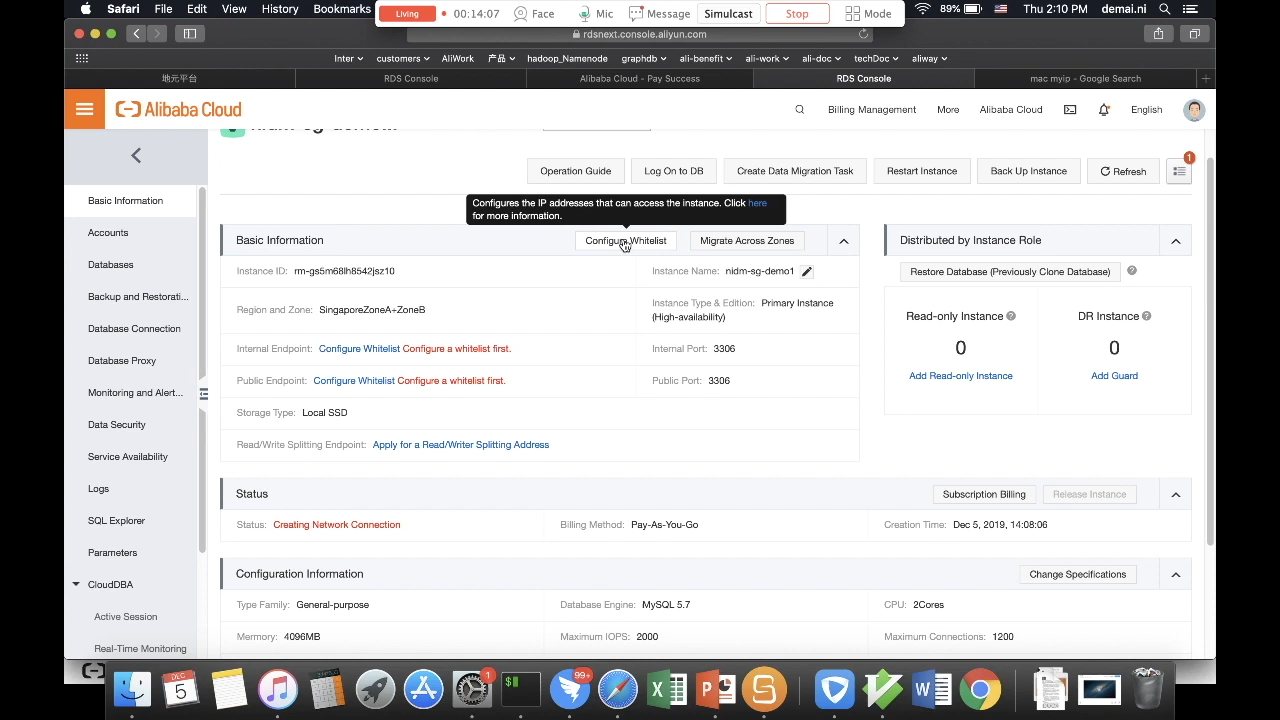 Safari File Edit View History Bookmarks
Living 00:14:07 Face Mic Message Simulcast Stop Mode
89% Thu 2:10 PM demai.ni
rdsnext.console.aliyun.com
Inter customers AliWork 产品 hadoop_Namenode graphdb ali-benefit ali-work ali-doc techDoc aliway
地元平台 RDS Console Alibaba Cloud - Pay Success RDS Console mac myip - Google Search
Alibaba Cloud Billing Management More Alibaba Cloud English
Operation Guide Log On to DB Create Data Migration Task Restart Instance Back Up Instance Refresh 1
Configures the IP addresses that can access the instance. Click here
for more information.
Basic Information
Accounts
Databases
Backup and Restorati...
Database Connection
Database Proxy
Monitoring and Alert...
Data Security
Service Availability
Logs
SQL Explorer
Parameters
CloudDBA
Active Session
Real-Time Monitoring
Basic Information Configure Whitelist Migrate Across Zones
Instance ID: rm-gs5m68lh8542jsz10 Instance Name: nidm-sg-demo1
Region and Zone: SingaporeZoneA+ZoneB Instance Type & Edition: Primary Instance
(High-availability)
Internal Endpoint: Configure Whitelist Configure a whitelist first. Internal Port: 3306
Public Endpoint: Configure Whitelist Configure a whitelist first. Public Port: 3306
Storage Type: Local SSD
Read/Write Splitting Endpoint: Apply for a Read/Writer Splitting Address
Distributed by Instance Role
Restore Database (Previously Clone Database)
Read-only Instance DR Instance
0 0
Add Read-only Instance Add Guard
Status Subscription Billing Release Instance
Status: Creating Network Connection Billing Method: Pay-As-You-Go Creation Time: Dec 5, 2019, 14:08:06
Configuration Information Change Specifications
Type Family: General-purpose Database Engine: MySQL 5.7 CPU: 2Cores
Memory: 4096MB Maximum IOPS: 2000 Maximum Connections: 1200
DEC
5
1
99+